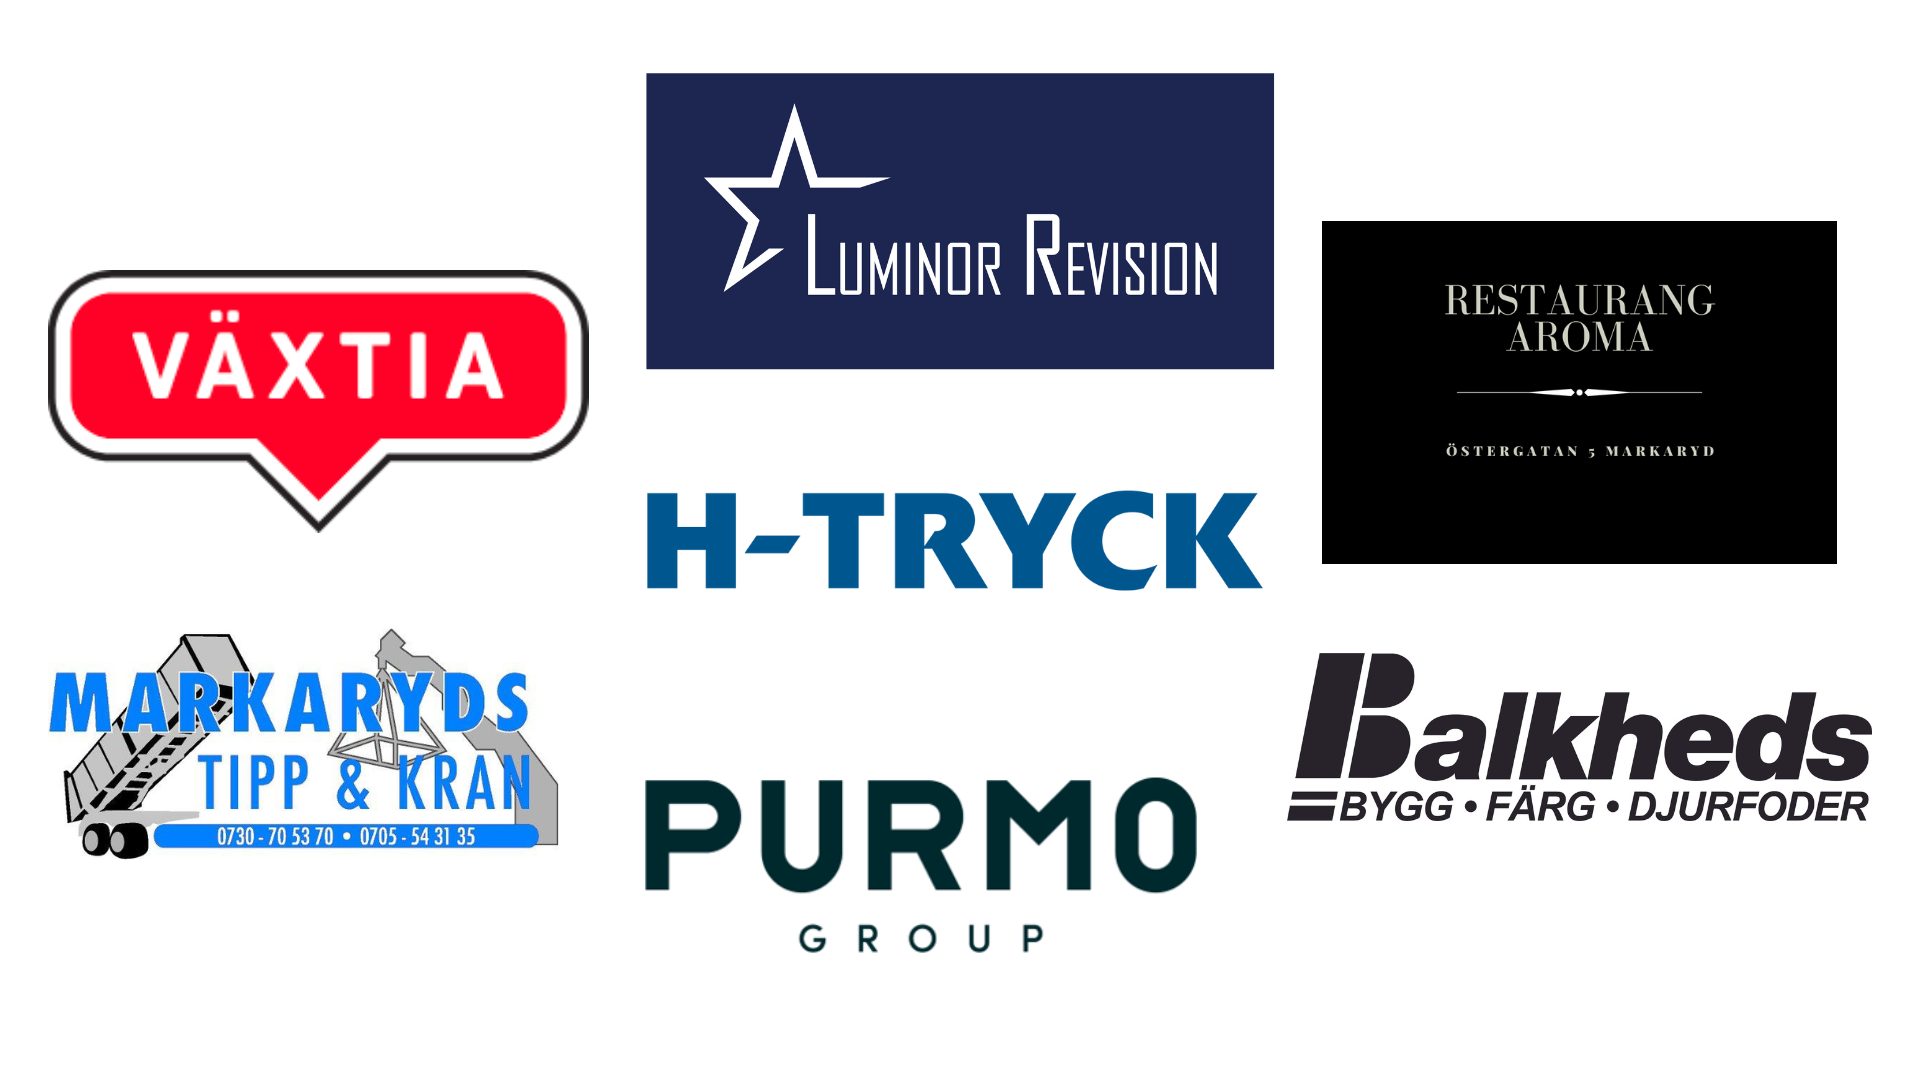 LUMINOR REVISION
VÄXTIA
RESTAURANG
AROMA
ÖSTERGATAN 5 MARKARYD
H-TRYCK
MARKARYDS
TIPP & KRAN
0730 - 70 53 70 • 0705 - 54 31 35
Balkheds
BYGG • FÄRG • DJURFODER
PURMO
GROUP